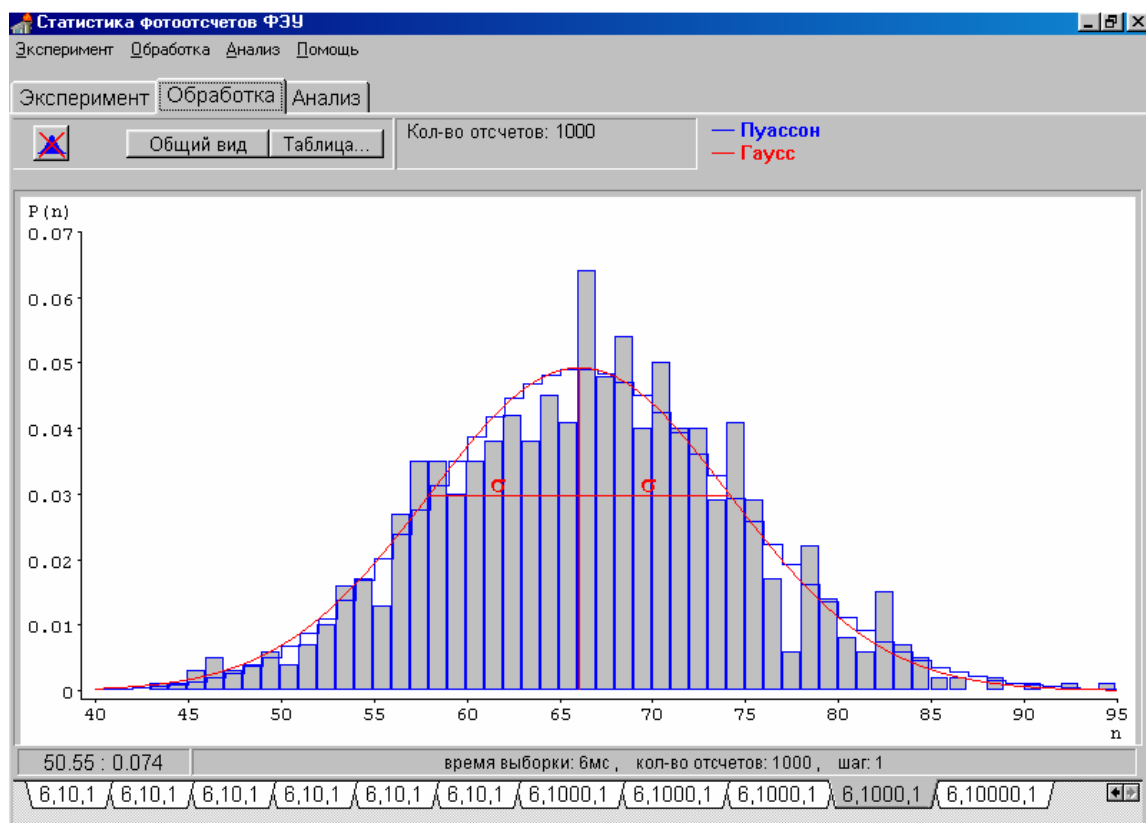 Статистика фотоотсчетов ФЭУ
Эксперимент Обработка Анализ Помощь
Эксперимент Обработка Анализ
Общий вид Таблица... Кол-во отсчетов: 1000 — Пуассон
— Гаусс
P(n)
0.07
0.06
0.05
0.04
0.03
0.02
0.01
0
σ σ
40 45 50 55 60 65 70 75 80 85 90 95
n
50.55 : 0.074 время выборки: 6мс , кол-во отсчетов: 1000 , шаг: 1
6,10,1 6,10,1 6,10,1 6,10,1 6,10,1 6,10,1 6,1000,1 6,1000,1 6,1000,1 6,1000,1 6,10000,1